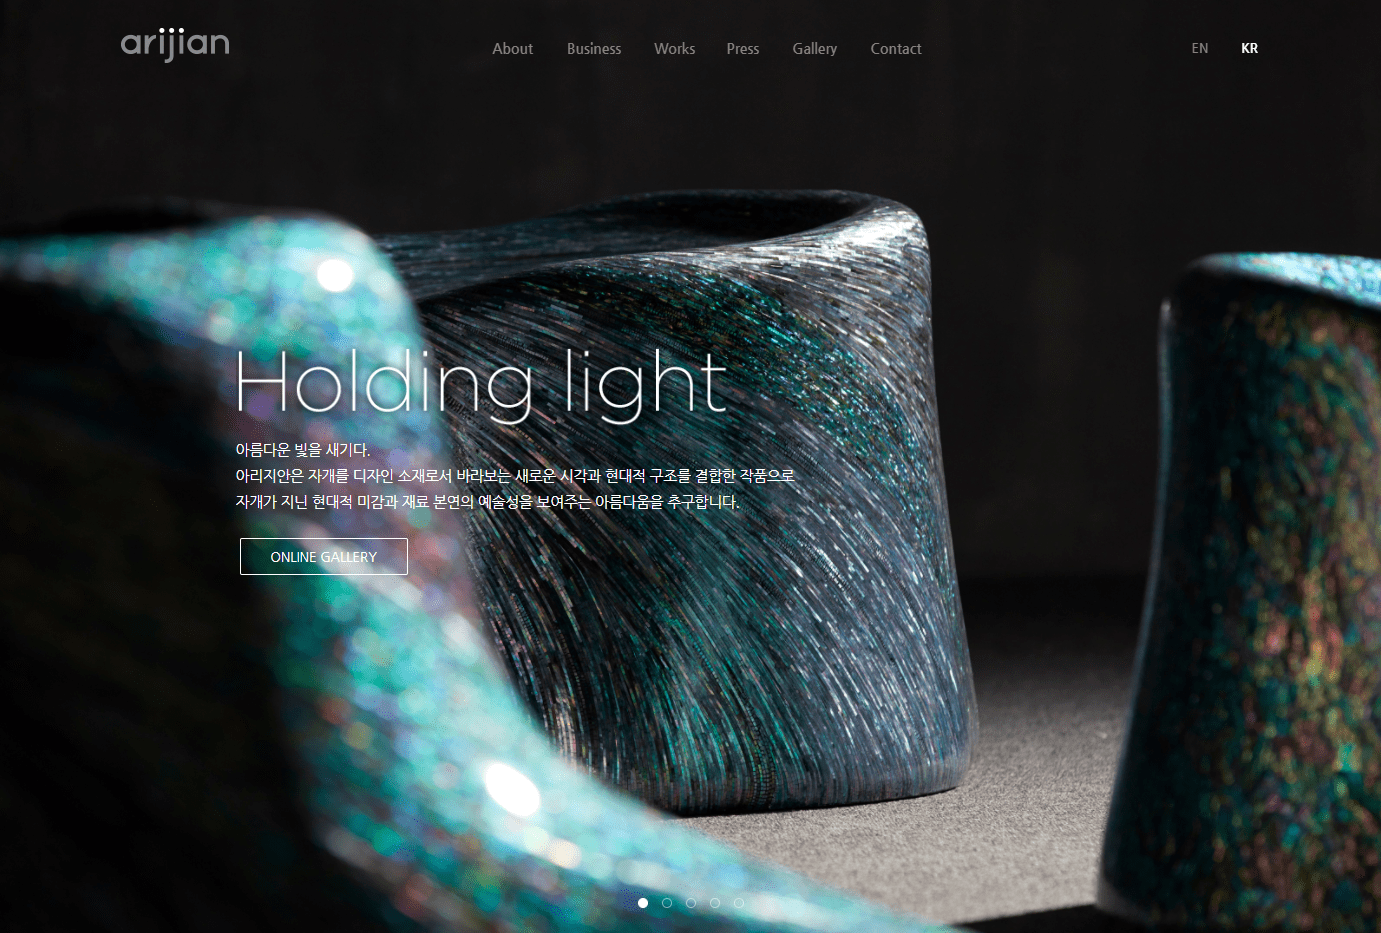 arijian
About Business Works Press Gallery Contact
EN KR
Holding light
아름다운 빛을 새기다.
아리지안은 자개를 디자인 소재로서 바라보는 새로운 시각과 현대적 구조를 결합한 작품으로
자개가 지닌 현대적 미감과 재료 본연의 예술성을 보여주는 아름다움을 추구합니다.
ONLINE GALLERY